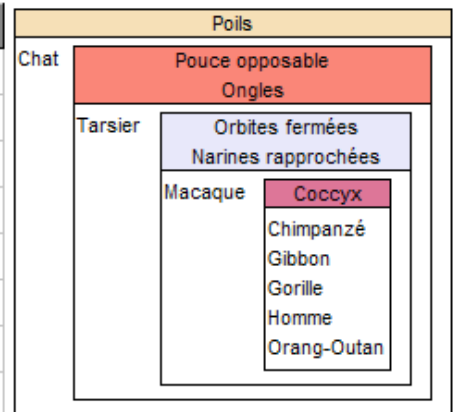 Poils
Chat
Pouce opposable
Ongles
Tarsier
Orbites fermées
Narines rapprochées
Macaque
Coccyx
Chimpanzé
Gibbon
Gorille
Homme
Orang-Outan